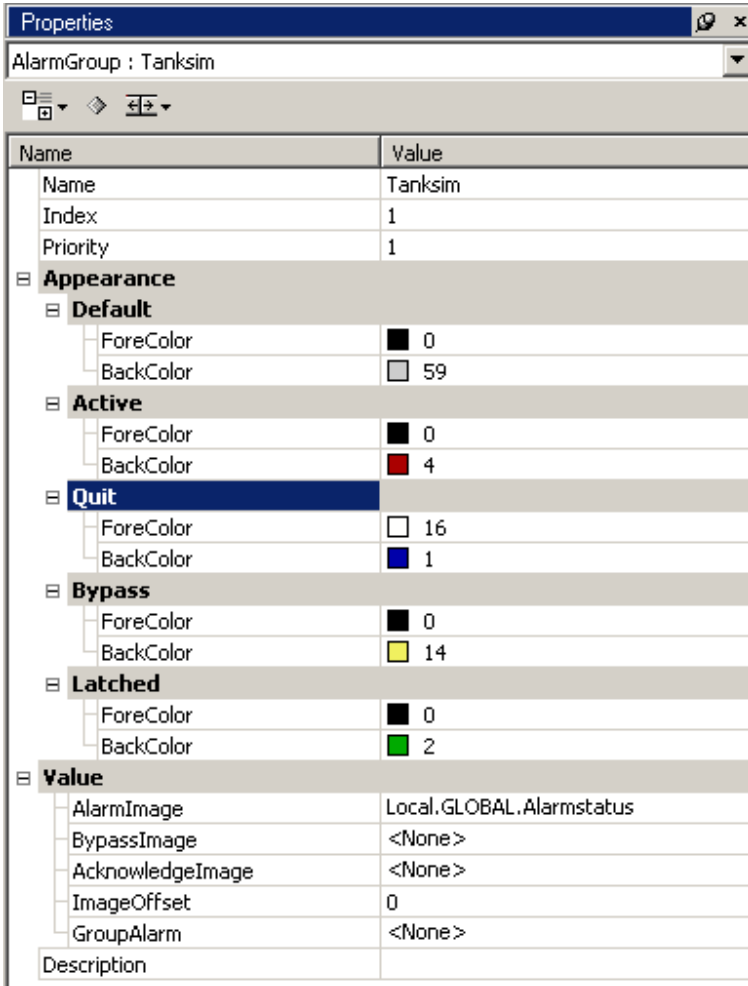 Properties
AlarmGroup : Tanksim
Name Value
Name Tanksim
Index 1
Priority 1
Appearance
Default
ForeColor 0
BackColor 59
Active
ForeColor 0
BackColor 4
Quit
ForeColor 16
BackColor 1
Bypass
ForeColor 0
BackColor 14
Latched
ForeColor 0
BackColor 2
Value
AlarmImage Local.GLOBAL.Alarmstatus
BypassImage <None>
AcknowledgeImage <None>
ImageOffset 0
GroupAlarm <None>
Description